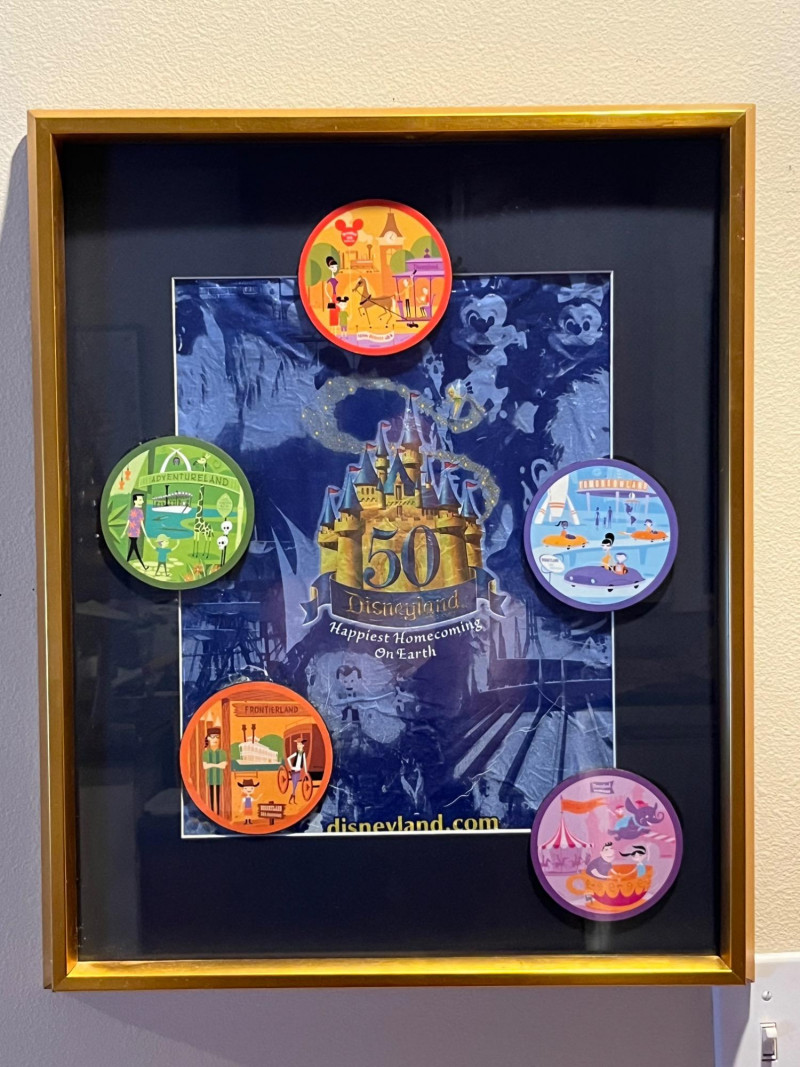 ADVENTURELAND
TOMORROWLAND
50
Disneyland
Happiest Homecoming
On Earth
FRONTIERLAND
disneyland.com